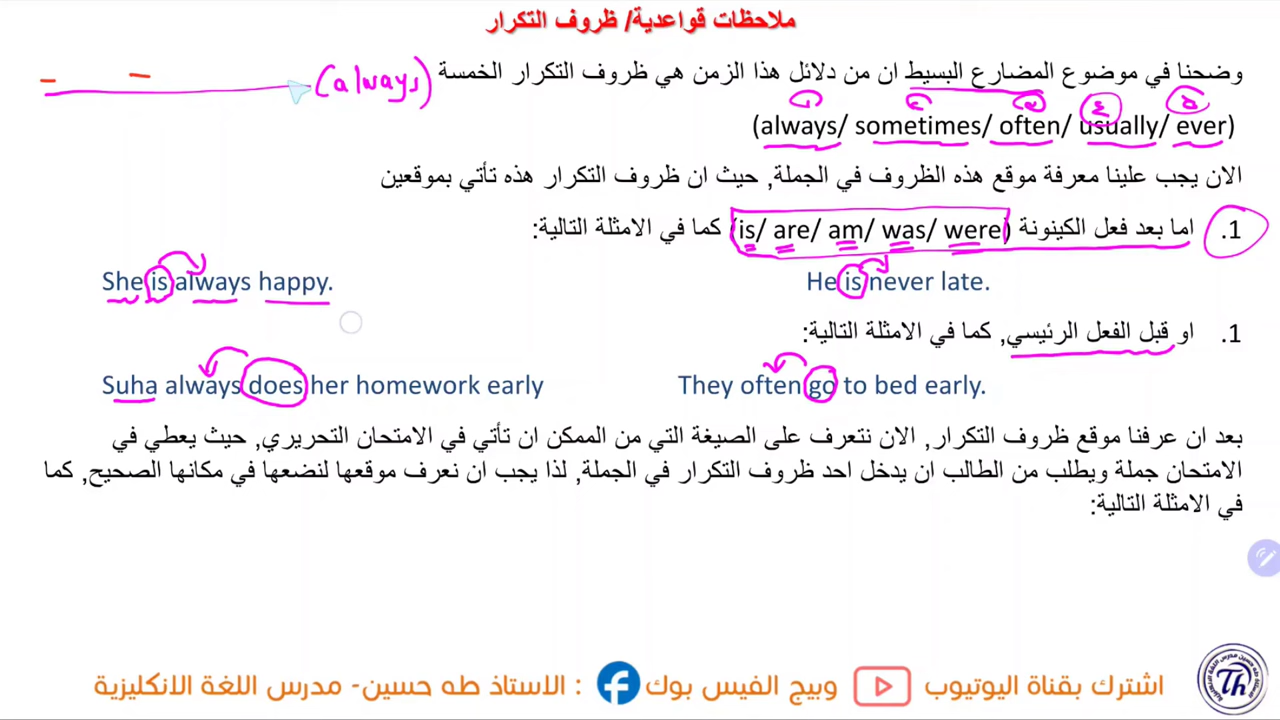 ملاحظات قواعدية/ ظروف التكرار
وضحنا في موضوع المضارع البسيط ان من دلائل هذا الزمن هي ظروف التكرار الخمسة (always)
١ ٢ ٣ ٤ ٥
(always/ sometimes/ often/ usually/ ever)
الان يجب علينا معرفة موقع هذه الظروف في الجملة, حيث ان ظروف التكرار هذه تأتي بموقعين
1. اما بعد فعل الكينونة (is/ are/ am/ was/ were) كما في الامثلة التالية:
She is always happy. He is never late.
1. او قبل الفعل الرئيسي, كما في الامثلة التالية:
Suha always does her homework early They often go to bed early.
بعد ان عرفنا موقع ظروف التكرار, الان نتعرف على الصيغة التي من الممكن ان تأتي في الامتحان التحريري, حيث يعطي في
الامتحان جملة ويطلب من الطالب ان يدخل احد ظروف التكرار في الجملة, لذا يجب ان نعرف موقعها لنضعها في مكانها الصحيح, كما
في الامثلة التالية:
اشترك بقناة اليوتيوب وبيج الفيس بوك : الاستاذ طه حسين- مدرس اللغة الانكليزية
Th